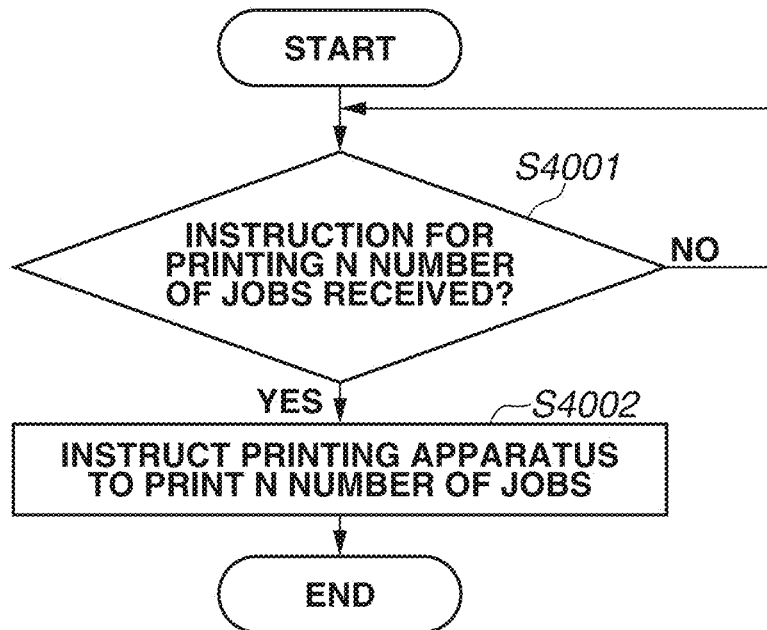 START
S4001
INSTRUCTION FOR
PRINTING N NUMBER
OF JOBS RECEIVED?
NO
YES
S4002
INSTRUCT PRINTING APPARATUS
TO PRINT N NUMBER OF JOBS
END